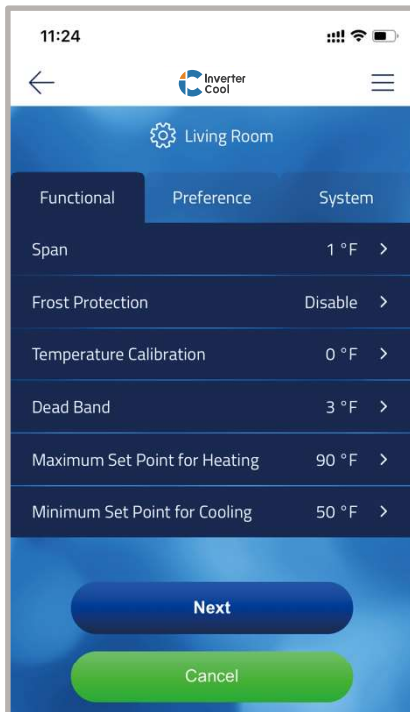 11:24
Inverter
Cool
Living Room
Functional Preference System
Span 1 °F >
Frost Protection Disable >
Temperature Calibration 0 °F >
Dead Band 3 °F >
Maximum Set Point for Heating 90 °F >
Minimum Set Point for Cooling 50 °F >
Next
Cancel